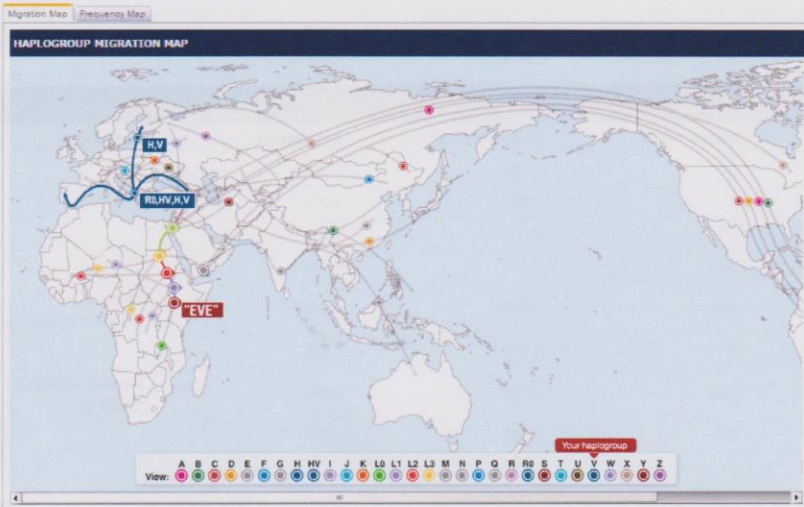 Migration Map Frequency Map
HAPLOGROUP MIGRATION MAP
H,V
R0,HV,H,V
"EVE"
Your haplogroup
A B C D E F G H HV I J K L0 L1 L2 L3 M N P Q R R0 S T U V W X Y Z
View: